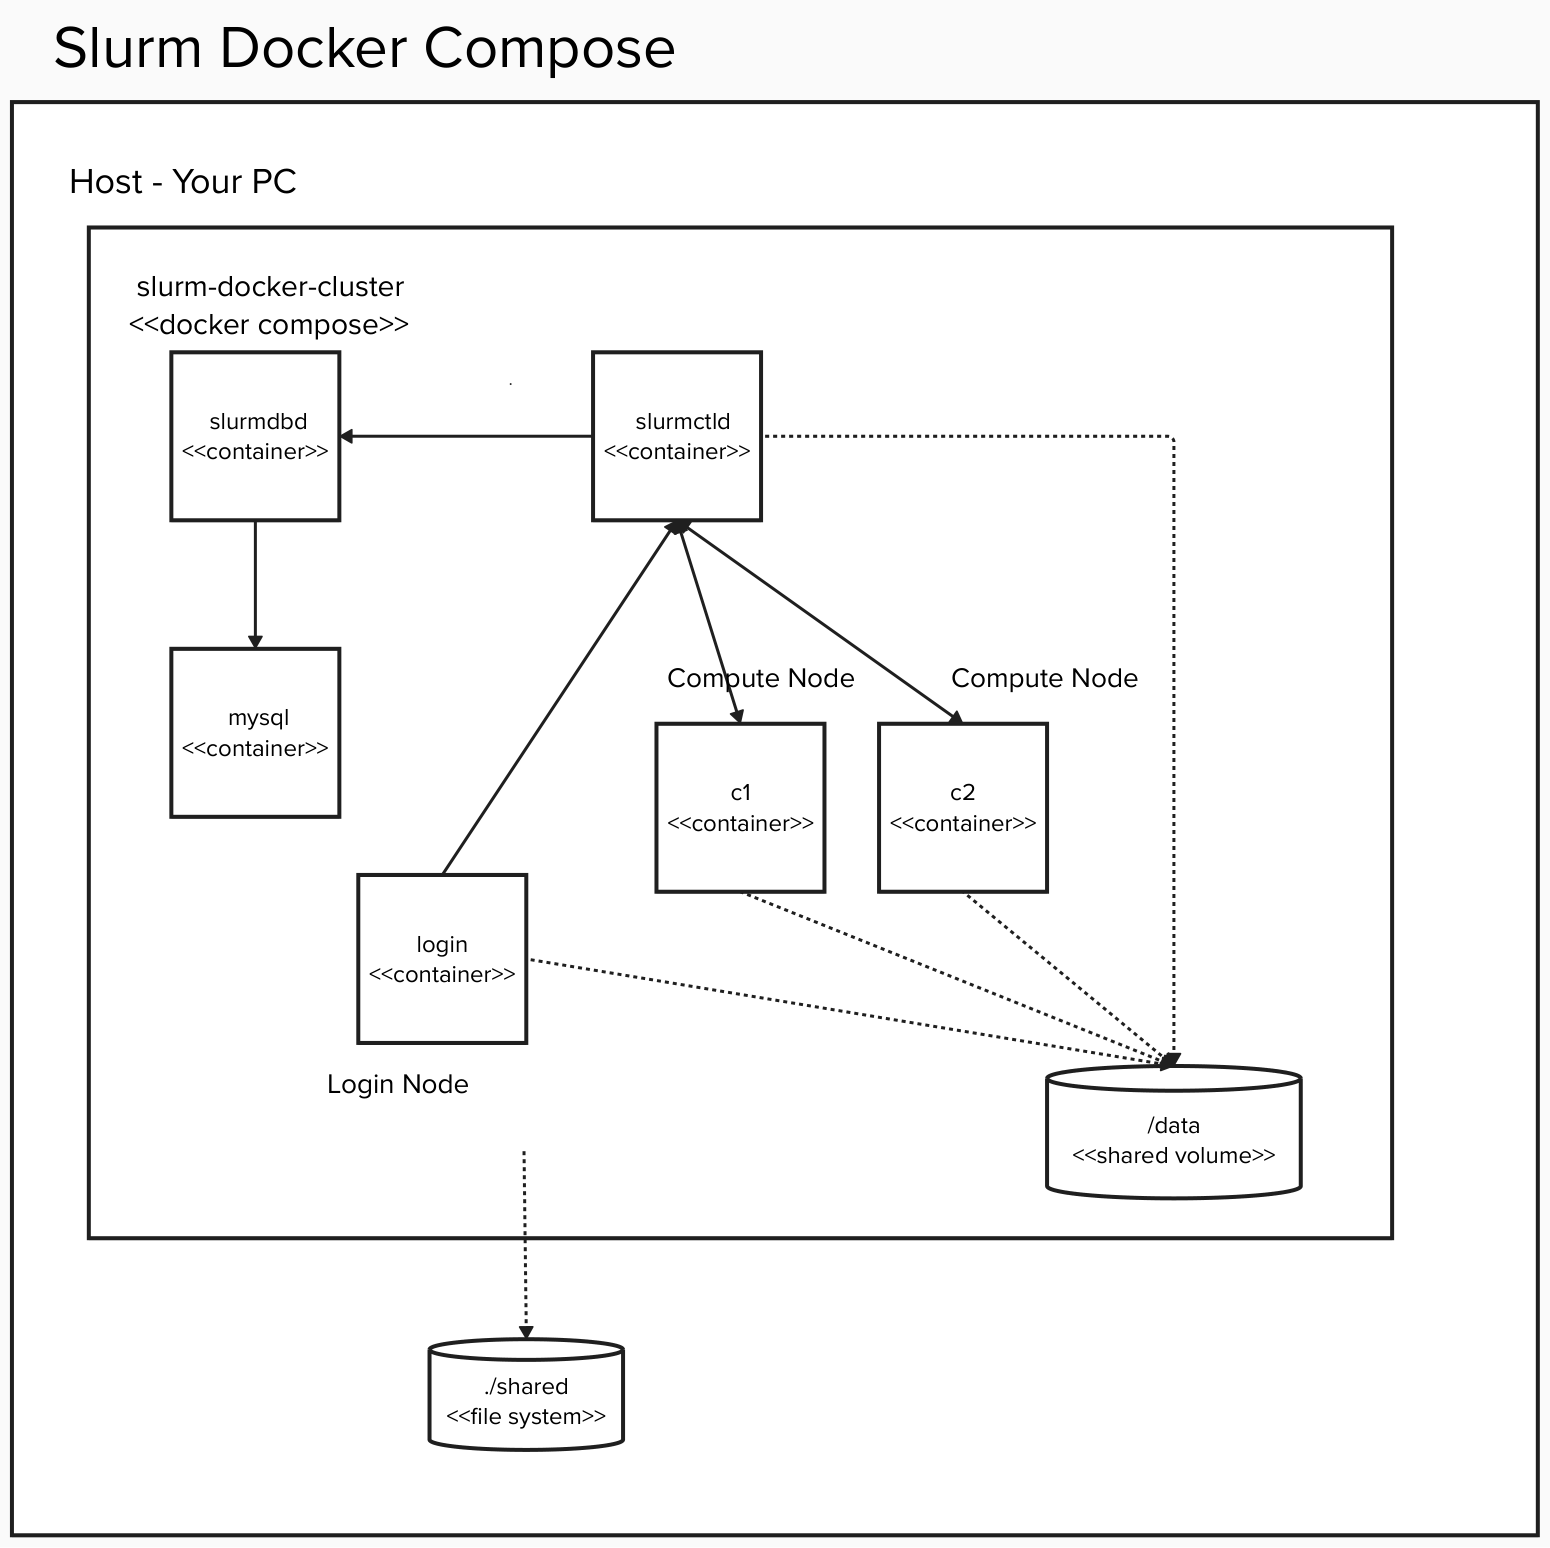 Slurm Docker Compose
Host - Your PC
slurm-docker-cluster
<<docker compose>>
slurmdbd
<<container>>
slurmctld
<<container>>
mysql
<<container>>
Compute Node
Compute Node
c1
<<container>>
c2
<<container>>
login
<<container>>
Login Node
/data
<<shared volume>>
./shared
<<file system>>